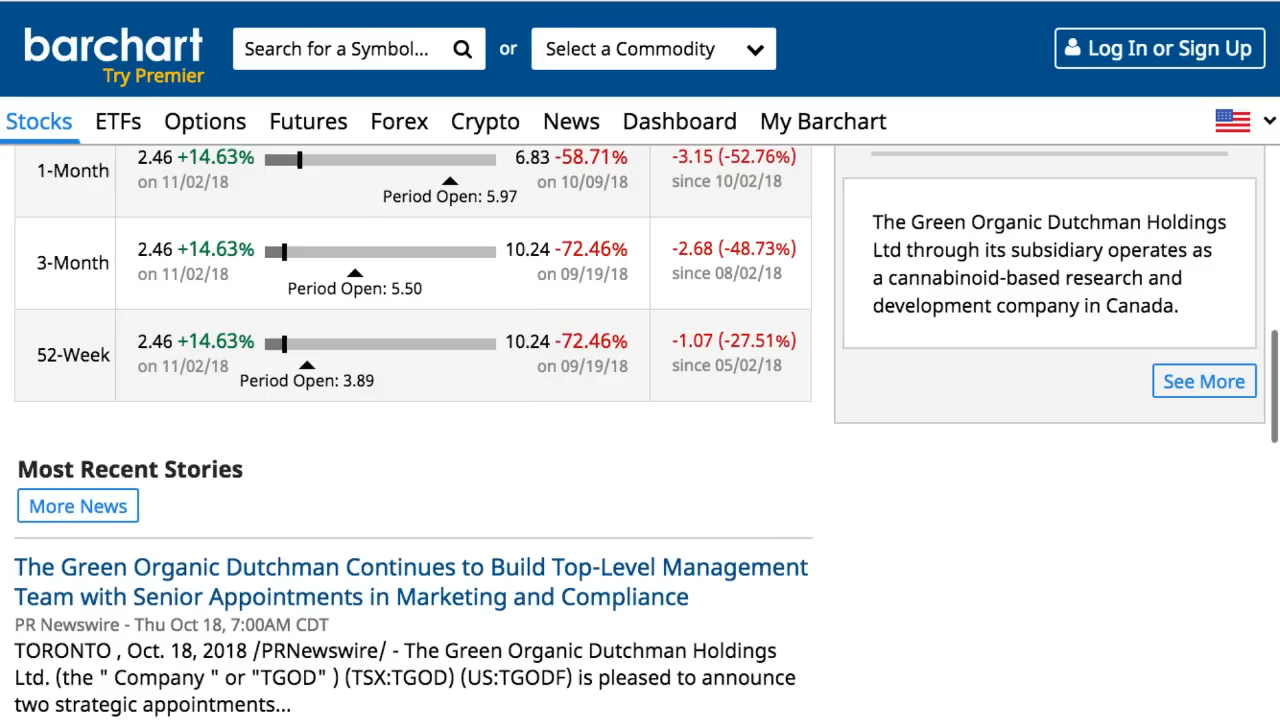 barchart
Try Premier
Search for a Symbol...
or
Select a Commodity
Log In or Sign Up
Stocks ETFs Options Futures Forex Crypto News Dashboard My Barchart
1-Month
2.46 +14.63%
on 11/02/18
Period Open: 5.97
6.83 -58.71%
on 10/09/18
-3.15 (-52.76%)
since 10/02/18
3-Month
2.46 +14.63%
on 11/02/18
Period Open: 5.50
10.24 -72.46%
on 09/19/18
-2.68 (-48.73%)
since 08/02/18
52-Week
2.46 +14.63%
on 11/02/18
Period Open: 3.89
10.24 -72.46%
on 09/19/18
-1.07 (-27.51%)
since 05/02/18
The Green Organic Dutchman Holdings
Ltd through its subsidiary operates as
a cannabinoid-based research and
development company in Canada.
See More
Most Recent Stories
More News
The Green Organic Dutchman Continues to Build Top-Level Management
Team with Senior Appointments in Marketing and Compliance
PR Newswire - Thu Oct 18, 7:00AM CDT
TORONTO , Oct. 18, 2018 /PRNewswire/ - The Green Organic Dutchman Holdings
Ltd. (the " Company " or "TGOD" ) (TSX:TGOD) (US:TGODF) is pleased to announce
two strategic appointments...